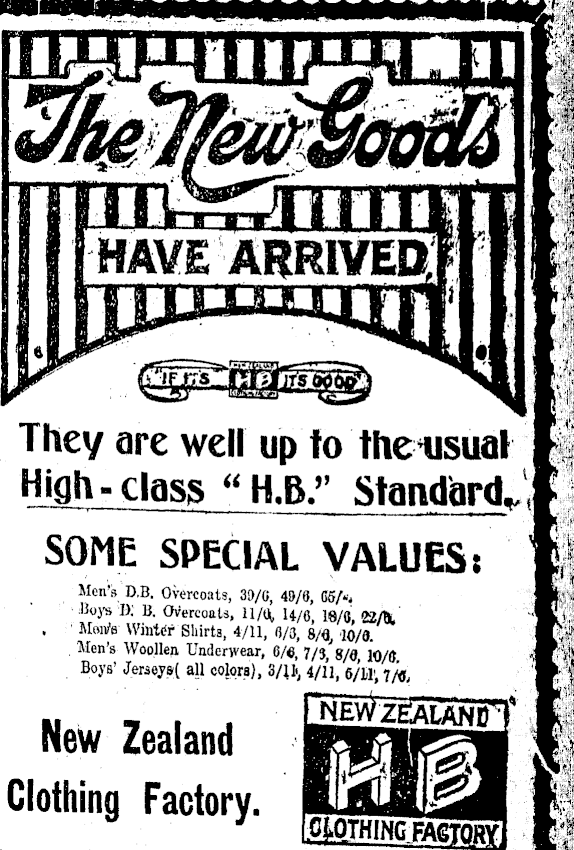 The New Goods
HAVE ARRIVED.
"IF IT'S HB IT'S GOOD"
They are well up to the usual
High-class "H.B." Standard.
SOME SPECIAL VALUES:
Men's D.B. Overcoats, 39/6, 49/6, 65/-.
Boys D. B. Overcoats, 11/6, 14/6, 18/6, 22/6.
Men's Winter Shirts, 4/11, 6/3, 8/6, 10/6.
Men's Woollen Underwear, 6/6, 7/3, 8/6, 10/6.
Boys' Jerseys( all colors), 3/11, 4/11, 5/11, 7/6.
New Zealand
Clothing Factory.
NEW ZEALAND
HB
CLOTHING FACTORY